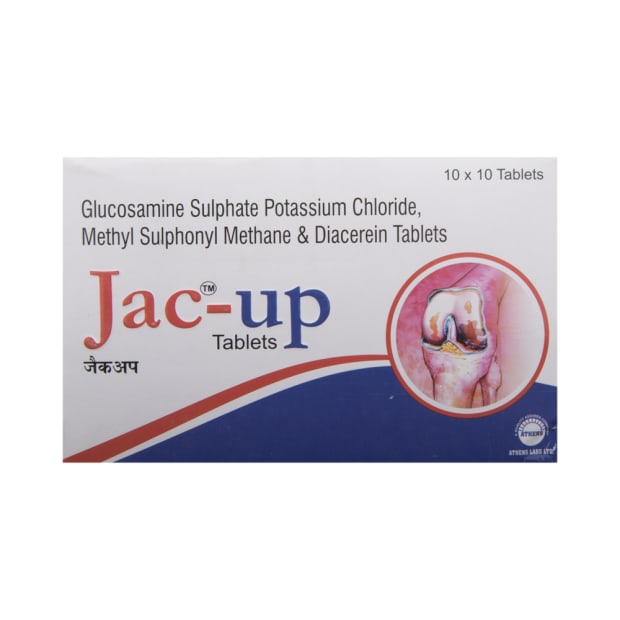 10 x 10 Tablets
Glucosamine Sulphate Potassium Chloride,
Methyl Sulphonyl Methane & Diacerein Tablets
Jac-up
TM
Tablets
जैकअप
ATHENS
ATHENS LABS LTD.